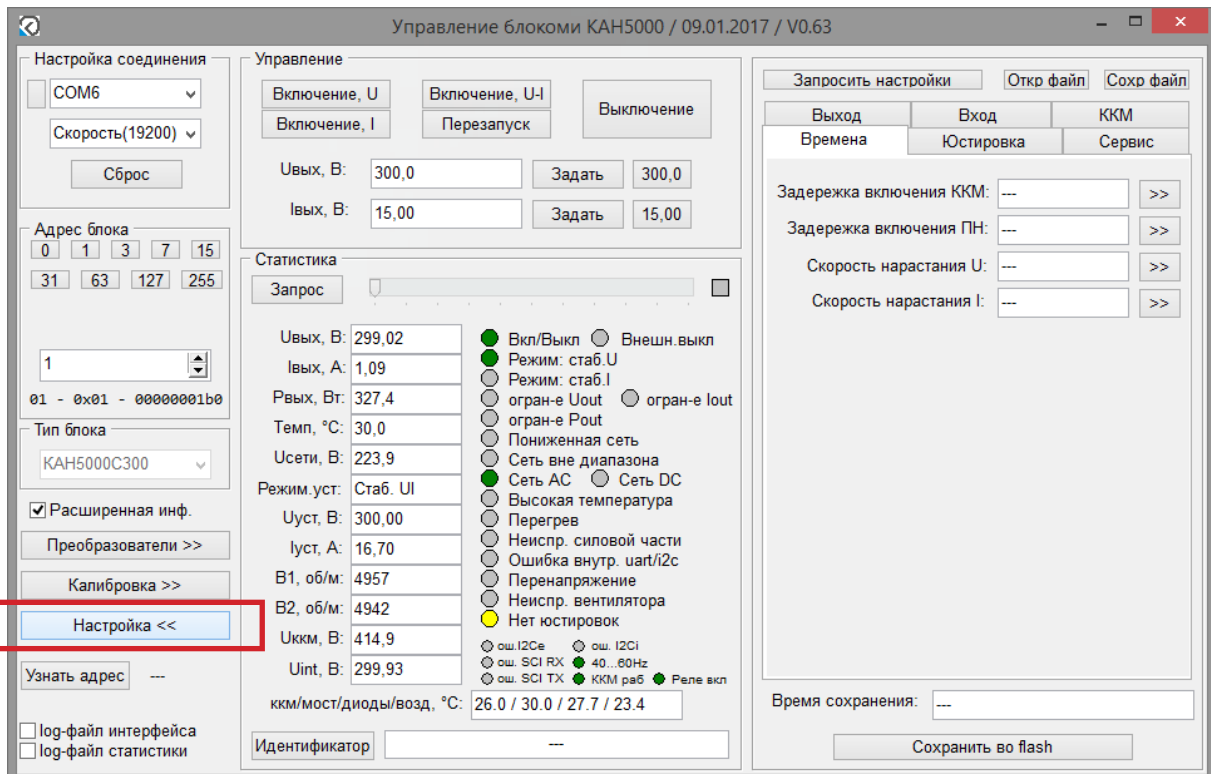 Управление блокоми КАН5000 / 09.01.2017 / V0.63
Настройка соединения
COM6
Скорость(19200)
Сброс
Адрес блока
0 1 3 7 15
31 63 127 255
1
01 - 0x01 - 00000001b0
Тип блока
КАН5000С300
Расширенная инф.
Преобразователи >>
Калибровка >>
Настройка <<
Узнать адрес ---
log-файл интерфейса
log-файл статистики
Управление
Включение, U Включение, U-I Выключение
Включение, I Перезапуск
Uвых, В: 300,0 Задать 300,0
Iвых, В: 15,00 Задать 15,00
Статистика
Запрос
Uвых, В: 299,02
Iвых, А: 1,09
Pвых, Вт: 327,4
Темп, °C: 30,0
Uсети, В: 223,9
Режим.уст: Стаб. UI
Uуст, В: 300,00
Iуст, А: 16,70
В1, об/м: 4957
В2, об/м: 4942
Uккм, В: 414,9
Uint, В: 299,93
ккм/мост/диоды/возд, °C: 26.0 / 30.0 / 27.7 / 23.4
Идентификатор ---
Вкл/Выкл Внешн.выкл
Режим: стаб.U
Режим: стаб.I
огран-е Uout огран-е Iout
огран-е Pout
Пониженная сеть
Сеть вне диапазона
Сеть AC Сеть DC
Высокая температура
Перегрев
Неиспр. силовой части
Ошибка внутр. uart/i2c
Перенапряжение
Неиспр. вентилятора
Нет юстировок
ош.I2Ce ош. I2Ci
ош. SCI RX 40...60Hz
ош. SCI TX ККМ раб Реле вкл
Запросить настройки Откр файл Сохр файл
Выход Вход ККМ
Времена Юстировка Сервис
Задережка включения ККМ: --- >>
Задережка включения ПН: --- >>
Скорость нарастания U: --- >>
Скорость нарастания I: --- >>
Время сохранения: ---
Сохранить во flash